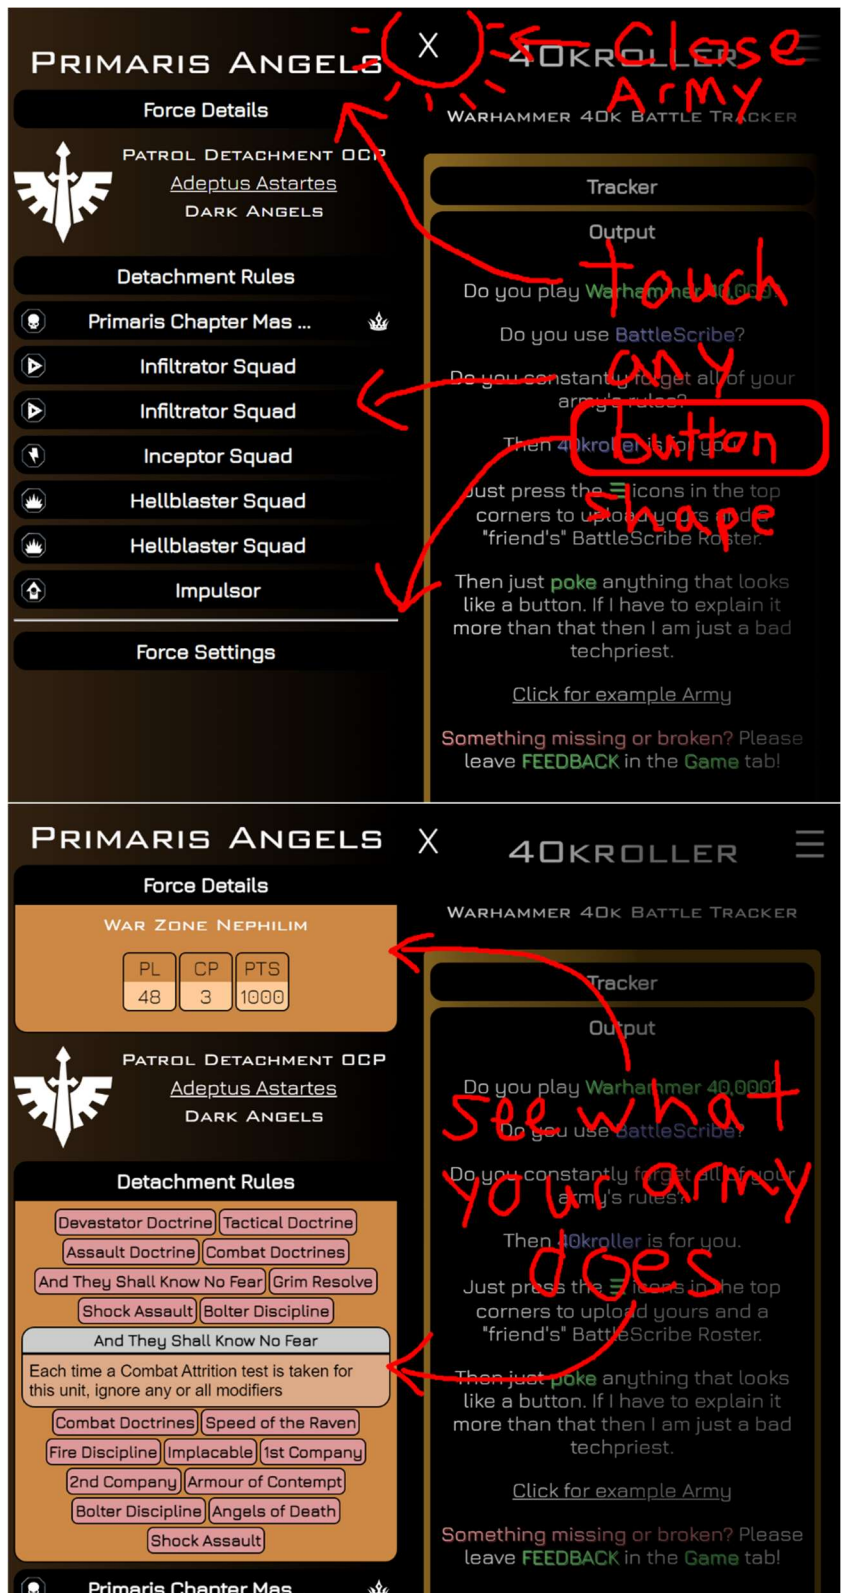 PRIMARIS ANGELS
X
40KROLLER
Close
Army
WARHAMMER 40K BATTLE TRACKER
Force Details
PATROL DETACHMENT 0CP
Adeptus Astartes
DARK ANGELS
Detachment Rules
Primaris Chapter Mas ...
Infiltrator Squad
Infiltrator Squad
Inceptor Squad
Hellblaster Squad
Hellblaster Squad
Impulsor
Force Settings
Tracker
Output
Do you play Warhammer 40,000?
Do you use BattleScribe?
Do you constantly forget all of your
army's rules?
Then 40kroller is for you.
Just press the ☰ icons in the top
corners to upload yours and a
"friend's" BattleScribe Roster.
Then just poke anything that looks
like a button. If I have to explain it
more than that then I am just a bad
techpriest.
Click for example Army
Something missing or broken? Please
leave FEEDBACK in the Game tab!
touch
any
button
shape
PRIMARIS ANGELS
X
40KROLLER
WARHAMMER 40K BATTLE TRACKER
Force Details
WAR ZONE NEPHILIM
PL CP PTS
48 3 1000
PATROL DETACHMENT 0CP
Adeptus Astartes
DARK ANGELS
Detachment Rules
Devastator Doctrine Tactical Doctrine
Assault Doctrine Combat Doctrines
And They Shall Know No Fear Grim Resolve
Shock Assault Bolter Discipline
And They Shall Know No Fear
Each time a Combat Attrition test is taken for
this unit, ignore any or all modifiers
Combat Doctrines Speed of the Raven
Fire Discipline Implacable 1st Company
2nd Company Armour of Contempt
Bolter Discipline Angels of Death
Shock Assault
Primaris Chapter Mas
Tracker
Output
Do you play Warhammer 40,000?
Do you use BattleScribe?
Do you constantly forget all of your
army's rules?
Then 40kroller is for you.
Just press the ☰ icons in the top
corners to upload yours and a
"friend's" BattleScribe Roster.
Then just poke anything that looks
like a button. If I have to explain it
more than that then I am just a bad
techpriest.
Click for example Army
Something missing or broken? Please
leave FEEDBACK in the Game tab!
see what
your army
does